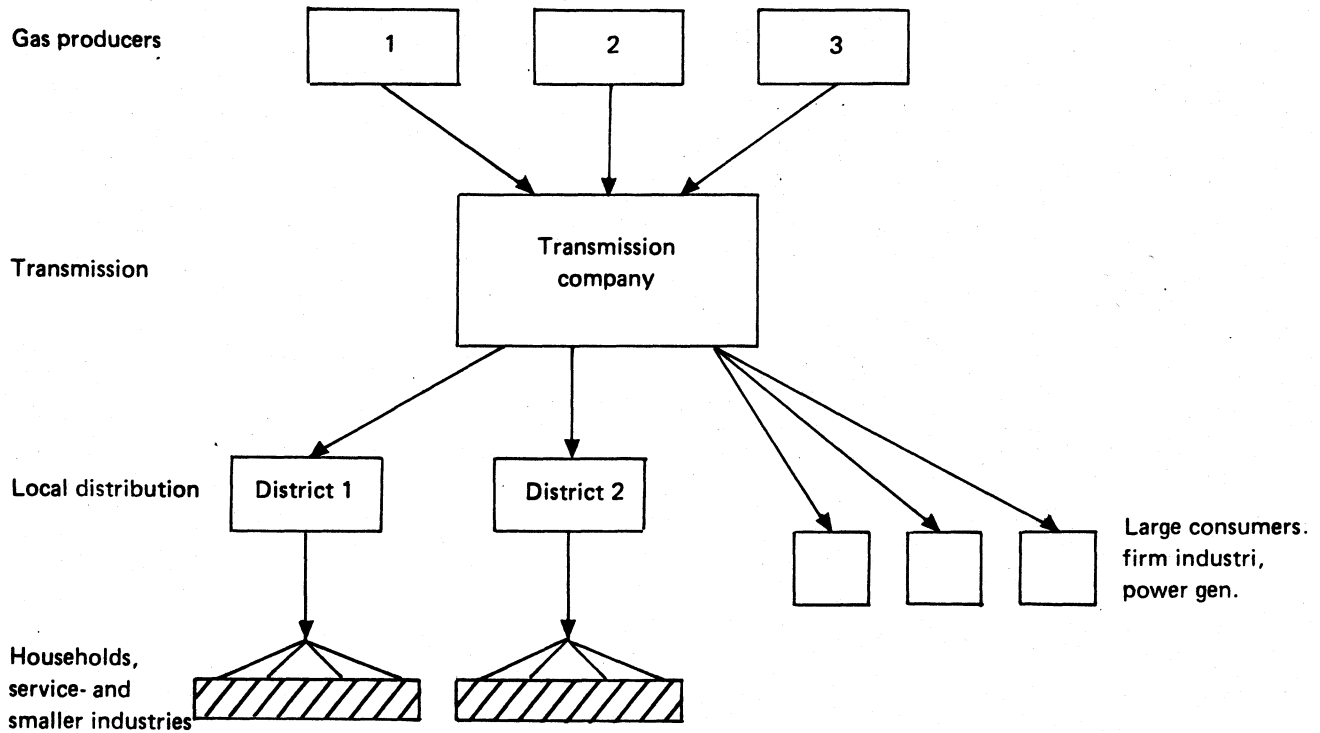 Gas producers
1
2
3
Transmission
Transmission
company
Local distribution
District 1
District 2
Large consumers.
firm industri,
power gen.
Households,
service- and
smaller industries